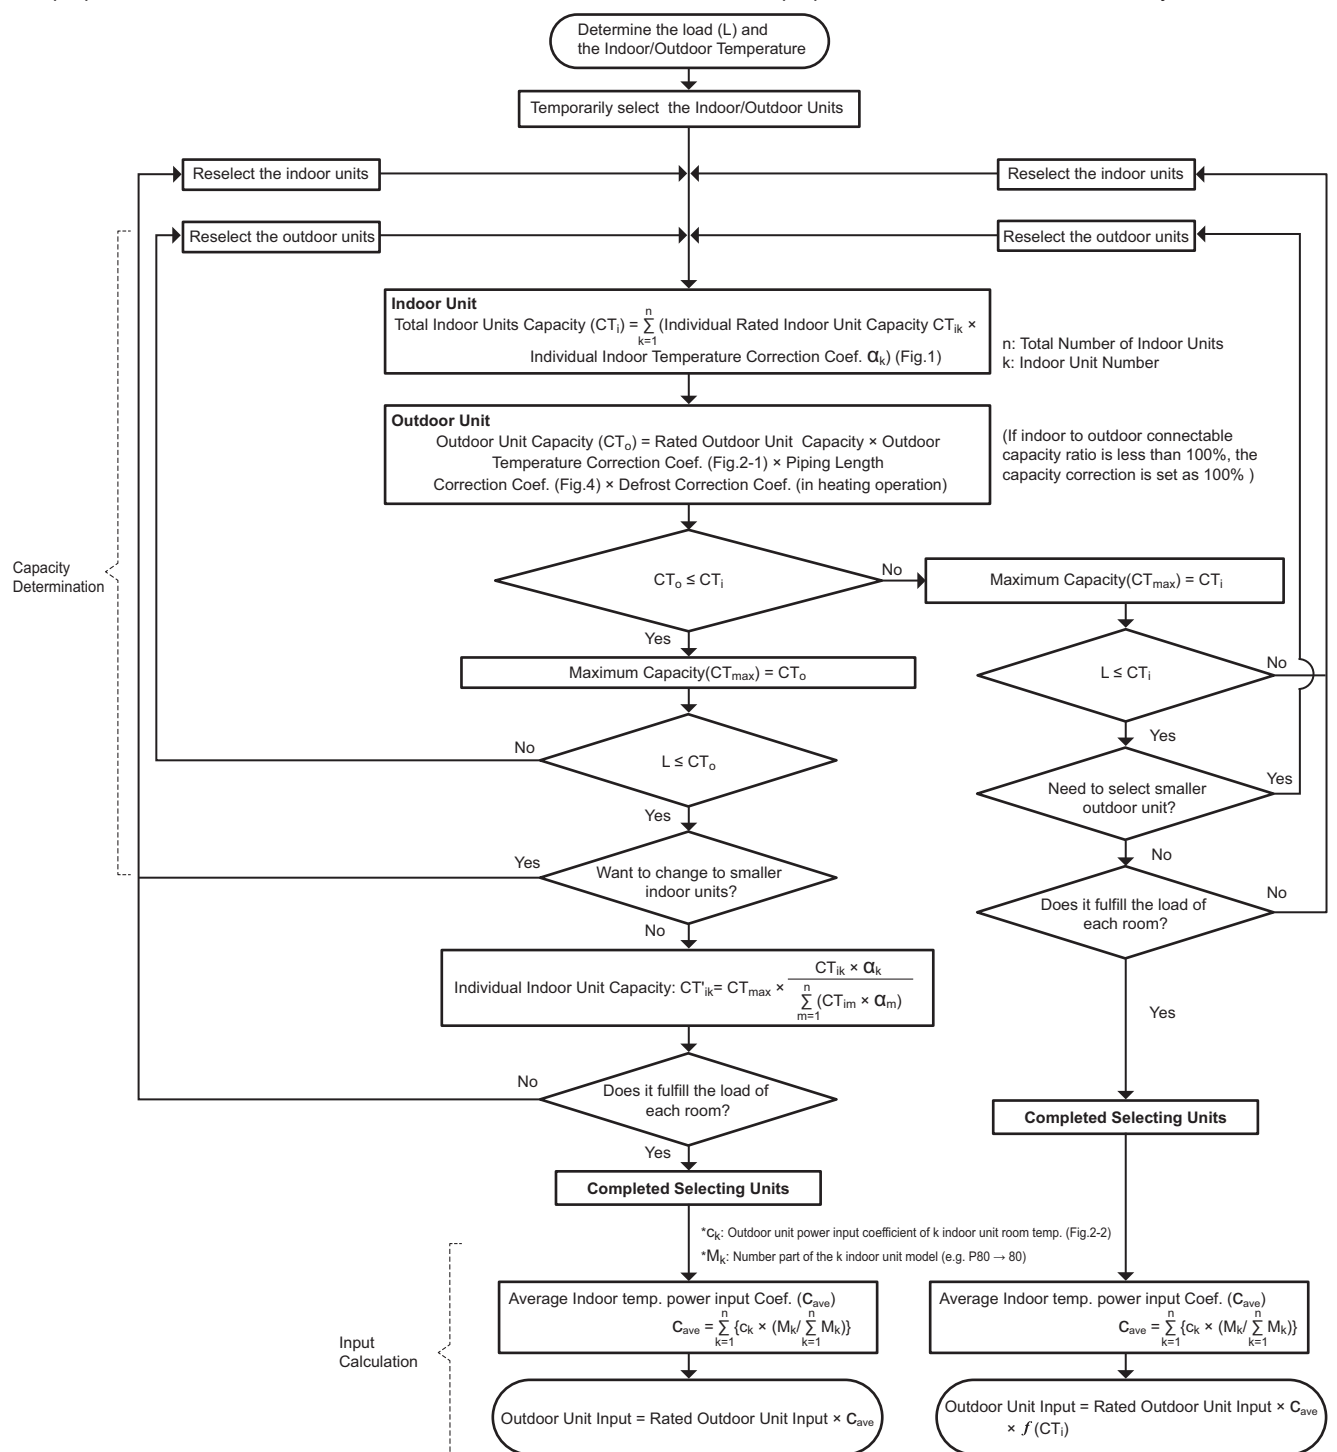 Determine the load (L) and
the Indoor/Outdoor Temperature
Temporarily select the Indoor/Outdoor Units
Reselect the indoor units
Reselect the indoor units
Reselect the outdoor units
Reselect the outdoor units
Indoor Unit
Total Indoor Units Capacity (CTi) = Σ n k=1 (Individual Rated Indoor Unit Capacity CTik ×
Individual Indoor Temperature Correction Coef. αk) (Fig.1)
n: Total Number of Indoor Units
k: Indoor Unit Number
Outdoor Unit
Outdoor Unit Capacity (CTo) = Rated Outdoor Unit Capacity × Outdoor
Temperature Correction Coef. (Fig.2-1) × Piping Length
Correction Coef. (Fig.4) × Defrost Correction Coef. (in heating operation)
(If indoor to outdoor connectable
capacity ratio is less than 100%, the
capacity correction is set as 100% )
Capacity
Determination
CTo ≤ CTi
No
Maximum Capacity(CTmax) = CTi
Yes
Maximum Capacity(CTmax) = CTo
L ≤ CTi
No
Yes
No
L ≤ CTo
Need to select smaller
outdoor unit?
Yes
Yes
No
Yes
Want to change to smaller
indoor units?
Does it fulfill the load of
each room?
No
No
Individual Indoor Unit Capacity: CT'ik= CTmax × CTik × αk / Σ n m=1 (CTim × αm)
Yes
No
Does it fulfill the load of
each room?
Completed Selecting Units
Yes
Completed Selecting Units
*ck: Outdoor unit power input coefficient of k indoor unit room temp. (Fig.2-2)
*Mk: Number part of the k indoor unit model (e.g. P80 → 80)
Average Indoor temp. power input Coef. (Cave)
Cave = Σ n k=1 {ck × (Mk/ Σ n k=1 Mk)}
Average Indoor temp. power input Coef. (Cave)
Cave = Σ n k=1 {ck × (Mk/ Σ n k=1 Mk)}
Input
Calculation
Outdoor Unit Input = Rated Outdoor Unit Input × Cave
Outdoor Unit Input = Rated Outdoor Unit Input × Cave
× f (CTi)